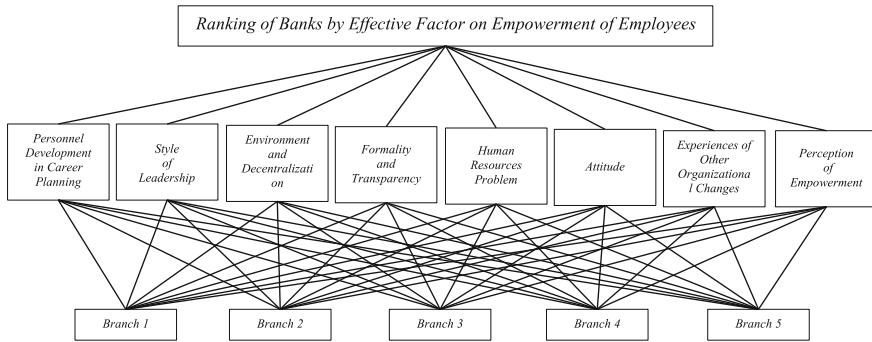 Ranking of Banks by Effective Factor on Empowerment of Employees
Personnel
Development
in Career
Planning
Style
of
Leadership
Environment
and
Decentralizati
on
Formality
and
Transparency
Human
Resources
Problem
Attitude
Experiences of
Other
Organizationa
l Changes
Perception
of
Empowerment
Branch 1
Branch 2
Branch 3
Branch 4
Branch 5